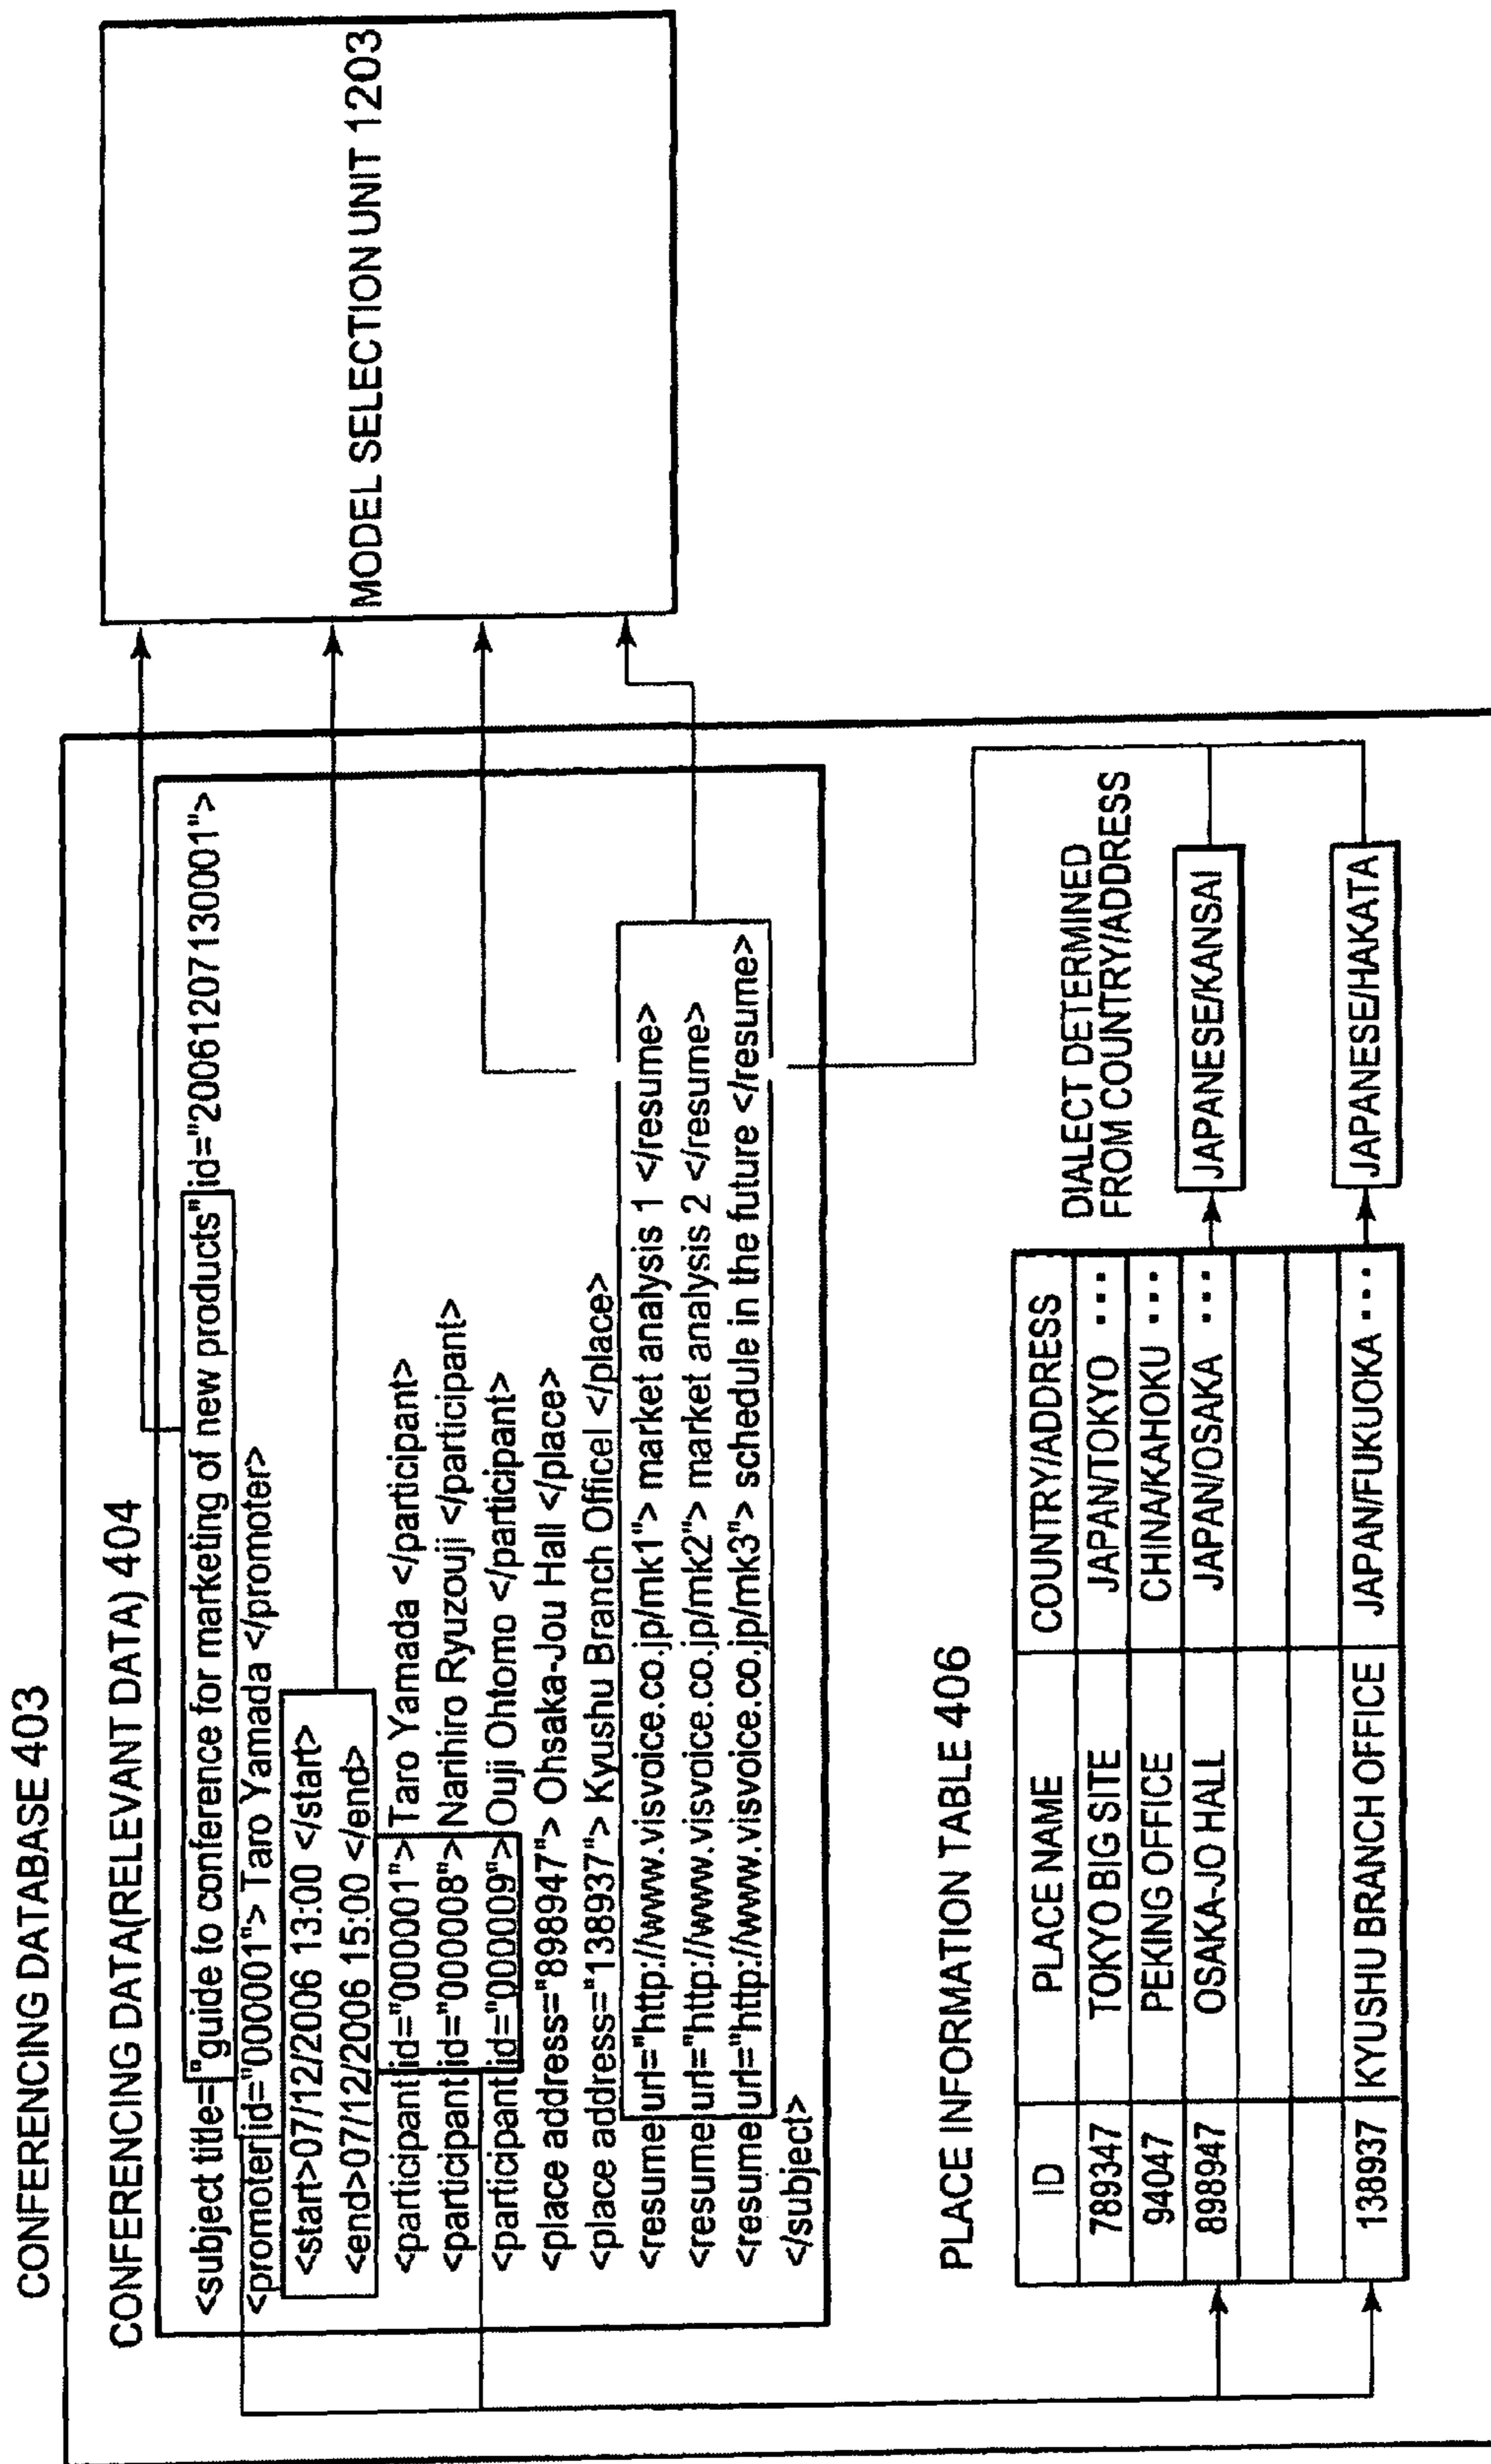 CONFERENCING DATABASE 403
CONFERENCING DATA(RELEVANT DATA) 404
<subject title="guide to conference for marketing of new products"id="200612071300​01">
<promoter id="000001"> Taro Yamada </promoter>
<start>07/12/2006 13:00 </start>
<end>07/12/2006 15:00 </end>
<participant id="000001">Taro Yamada </participant>
<participant id="000008">Narihiro Ryuzouji </participant>
<participant id="000009">Ouji Ohtomo </participant>
<place address="898947"> Ohsaka-Jou Hall </place>
<place address="138937"> Kyushu Branch Officel </place>
<resume url="http://www.visvoice.co.jp/mk1"> market analysis 1 </resume>
<resume url="http://www.visvoice.co.jp/mk2"> market analysis 2 </resume>
<resume url="http://www.visvoice.co.jp/mk3"> schedule in the future </resume>
</subject>
MODEL SELECTION UNIT 1203
PLACE INFORMATION TABLE 406
ID PLACE NAME COUNTRY/ADDRESS
789347 TOKYO BIG SITE JAPAN/TOKYO ...
94047 PEKING OFFICE CHINA/KAHOKU ...
898947 OSAKA-JO HALL JAPAN/OSAKA ...
138937 KYUSHU BRANCH OFFICE JAPAN/FUKUOKA ...
DIALECT DETERMINED
FROM COUNTRY/ADDRESS
JAPANESE/KANSAI
JAPANESE/HAKATA